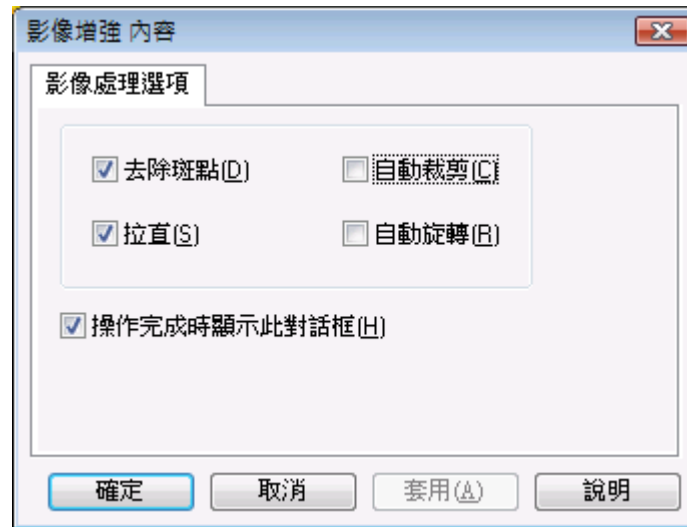 影像增強 內容
影像處理選項
去除斑點(D) 自動裁剪(C)
拉直(S) 自動旋轉(R)
操作完成時顯示此對話框(H)
確定 取消 套用(A) 說明